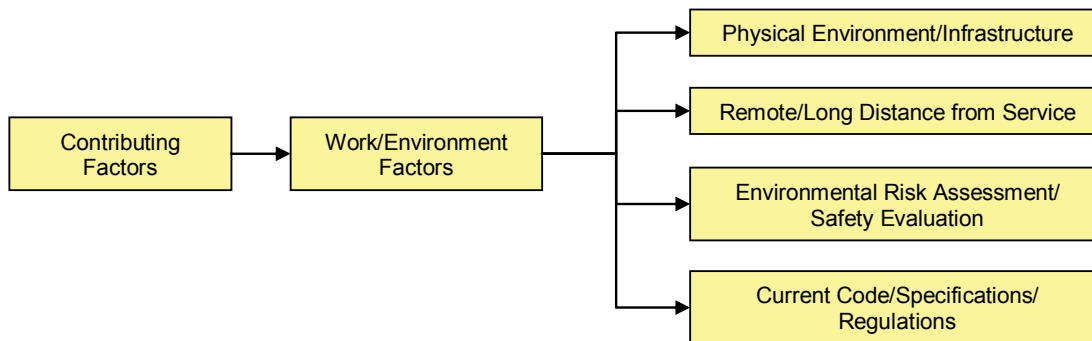 Physical Environment/Infrastructure
Remote/Long Distance from Service
Contributing
Factors
Work/Environment
Factors
Environmental Risk Assessment/
Safety Evaluation
Current Code/Specifications/
Regulations